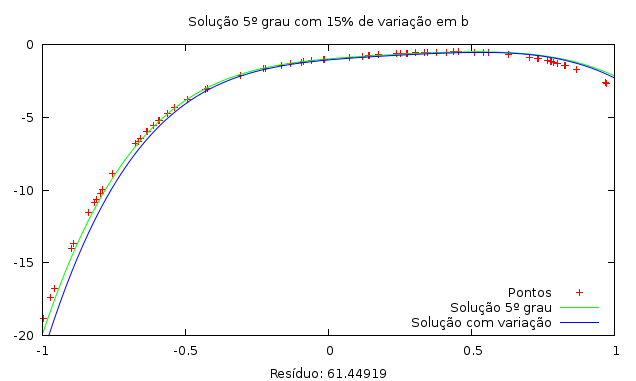 Solução 5º grau com 15% de variação em b
0
-5
-10
-15
-20
Pontos
Solução 5º grau
Solução com variação
-1 -0.5 0 0.5 1
Resíduo: 61.44919